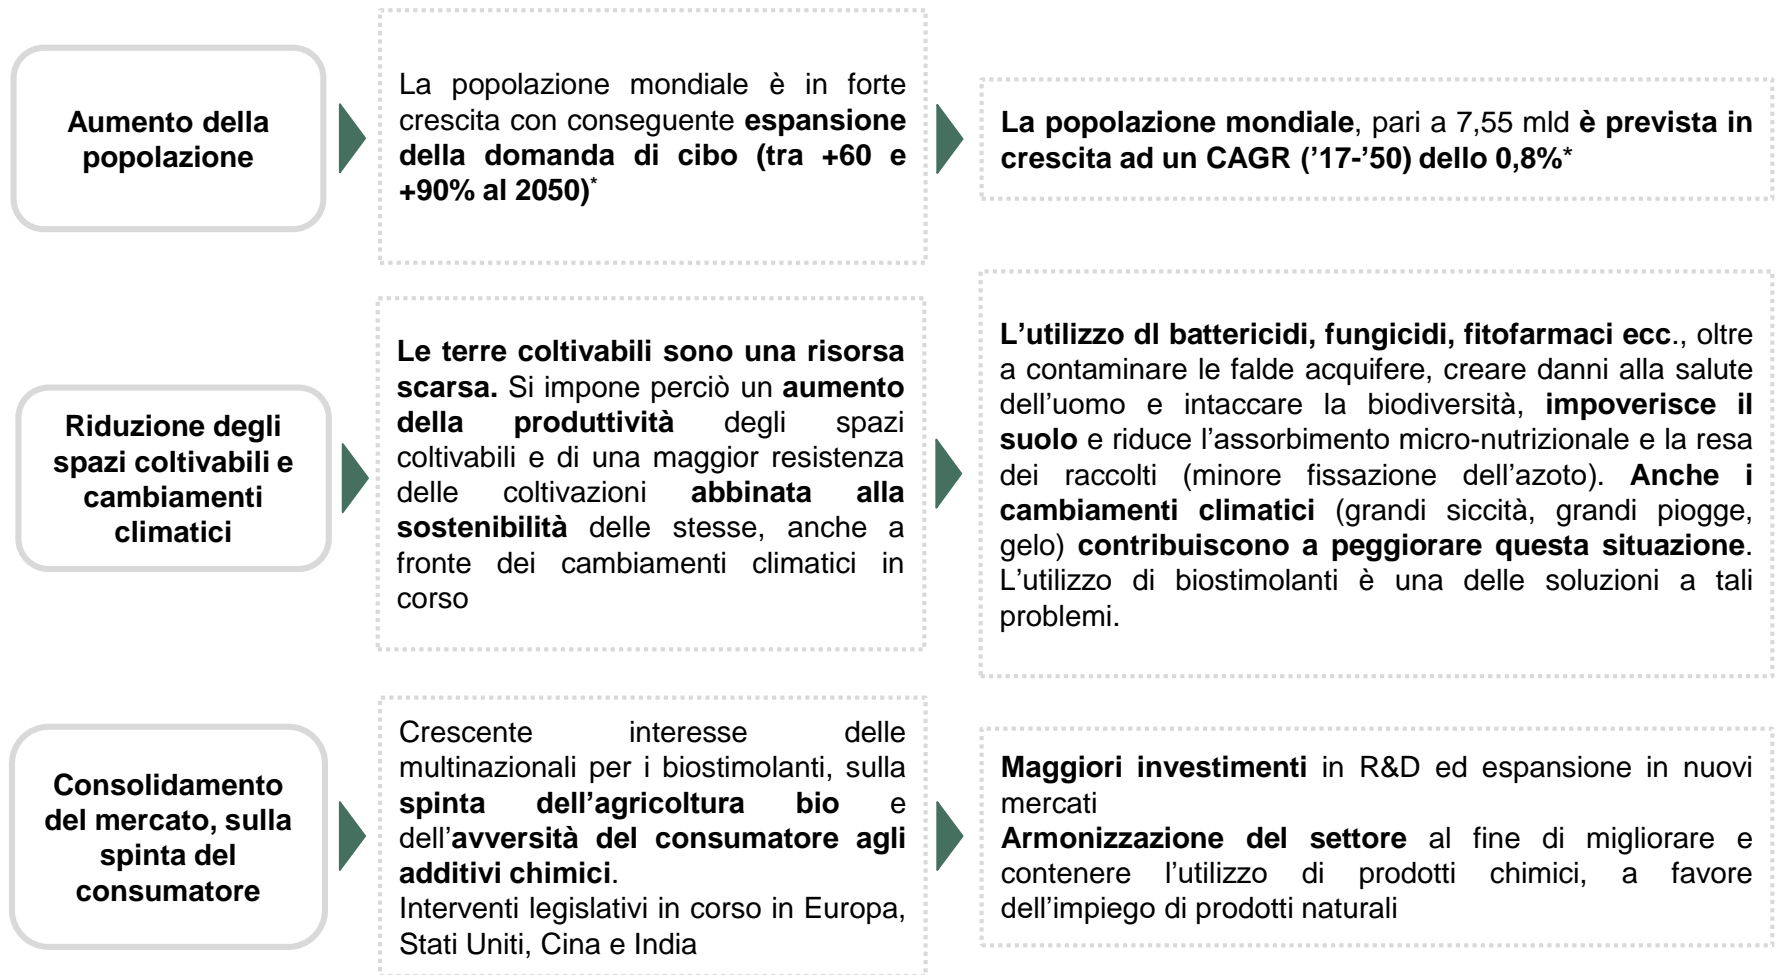 Aumento della
popolazione
La popolazione mondiale è in forte
crescita con conseguente espansione
della domanda di cibo (tra +60 e
+90% al 2050)*
La popolazione mondiale, pari a 7,55 mld è prevista in
crescita ad un CAGR (’17-’50) dello 0,8%*
Riduzione degli
spazi coltivabili e
cambiamenti
climatici
Le terre coltivabili sono una risorsa
scarsa. Si impone perciò un aumento
della produttività degli spazi
coltivabili e di una maggior resistenza
delle coltivazioni abbinata alla
sostenibilità delle stesse, anche a
fronte dei cambiamenti climatici in
corso
L’utilizzo dI battericidi, fungicidi, fitofarmaci ecc., oltre
a contaminare le falde acquifere, creare danni alla salute
dell’uomo e intaccare la biodiversità, impoverisce il
suolo e riduce l’assorbimento micro-nutrizionale e la resa
dei raccolti (minore fissazione dell’azoto). Anche i
cambiamenti climatici (grandi siccità, grandi piogge,
gelo) contribuiscono a peggiorare questa situazione.
L’utilizzo di biostimolanti è una delle soluzioni a tali
problemi.
Consolidamento
del mercato, sulla
spinta del
consumatore
Crescente interesse delle
multinazionali per i biostimolanti, sulla
spinta dell’agricoltura bio e
dell’avversità del consumatore agli
additivi chimici.
Interventi legislativi in corso in Europa,
Stati Uniti, Cina e India
Maggiori investimenti in R&D ed espansione in nuovi
mercati
Armonizzazione del settore al fine di migliorare e
contenere l’utilizzo di prodotti chimici, a favore
dell’impiego di prodotti naturali